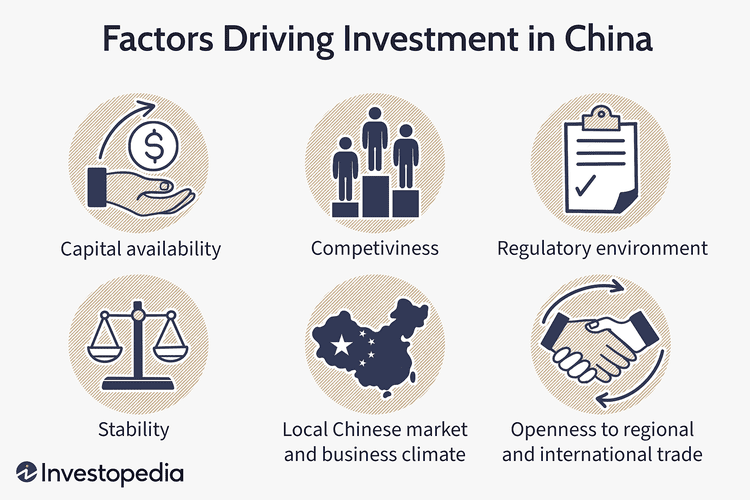 Factors Driving Investment in China
Capital availability
Competiviness
Regulatory environment
Stability
Local Chinese market
and business climate
Openness to regional
and international trade
Investopedia